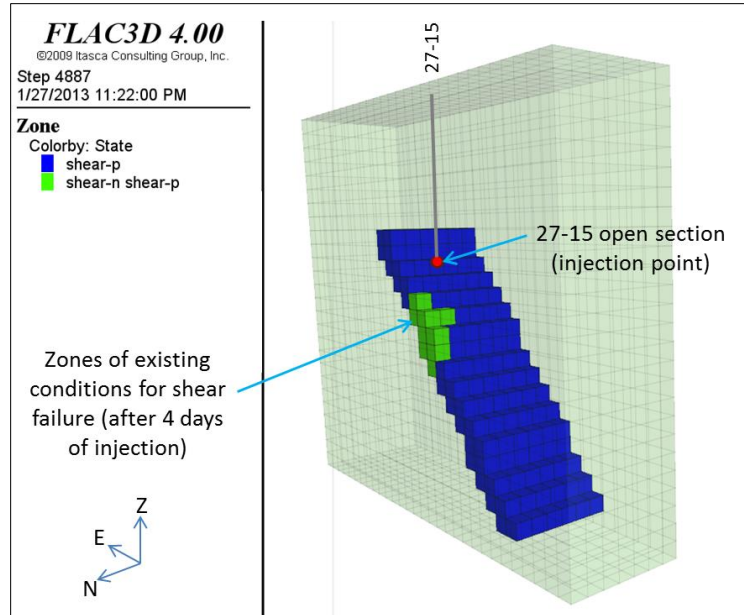 FLAC3D 4.00
©2009 Itasca Consulting Group, Inc.
Step 4887
1/27/2013 11:22:00 PM
Zone
Colorby: State
shear-p
shear-n shear-p
27-15
27-15 open section
(injection point)
Zones of existing
conditions for shear
failure (after 4 days
of injection)
Z
E
N